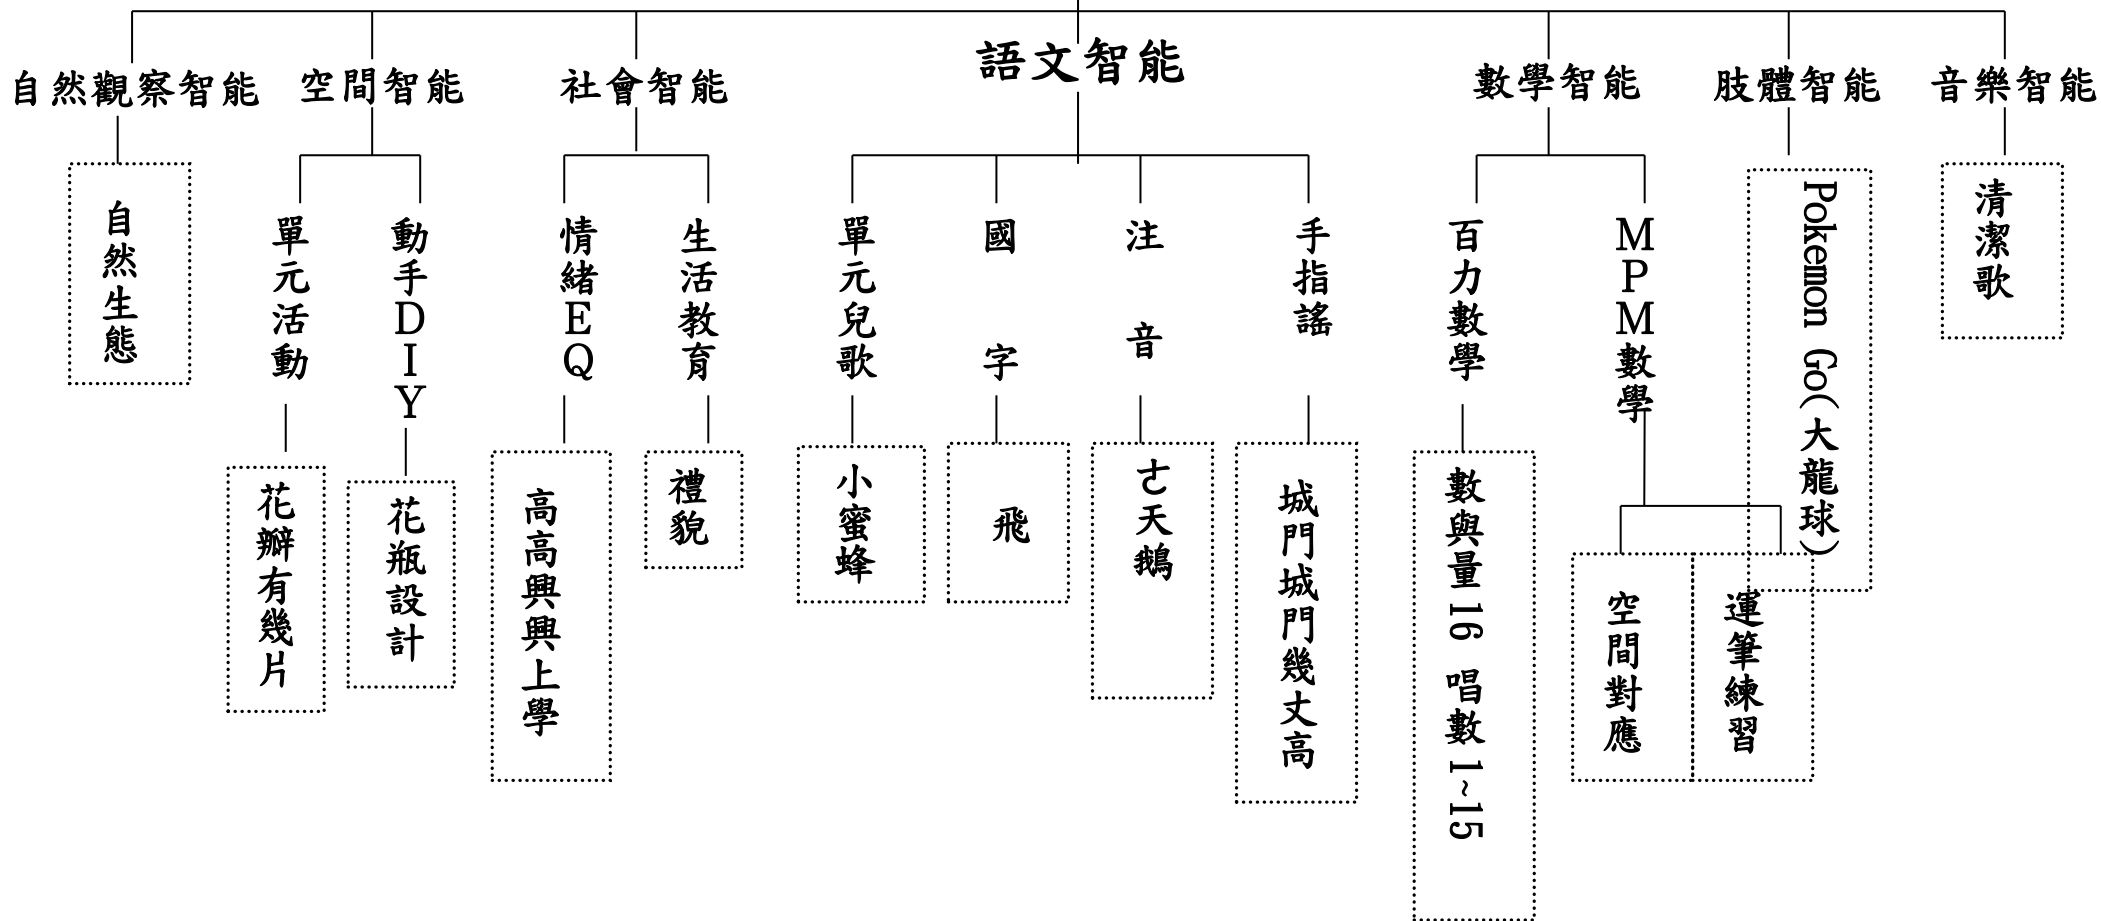 自然觀察智能
空間智能
社會智能
語文智能
數學智能
肢體智能
音樂智能
自然生態
單元活動
動手DIY
情緒EQ
生活教育
單元兒歌
國字
注音
手指謠
百力數學
MPM數學
Pokemon Go(大龍球)
清潔歌
花瓣有幾片
花瓶設計
高高興興上學
禮貌
小蜜蜂
飛
ㄜ天鵝
城門城門幾丈高
數與量16 唱數1~15
空間對應
運筆練習